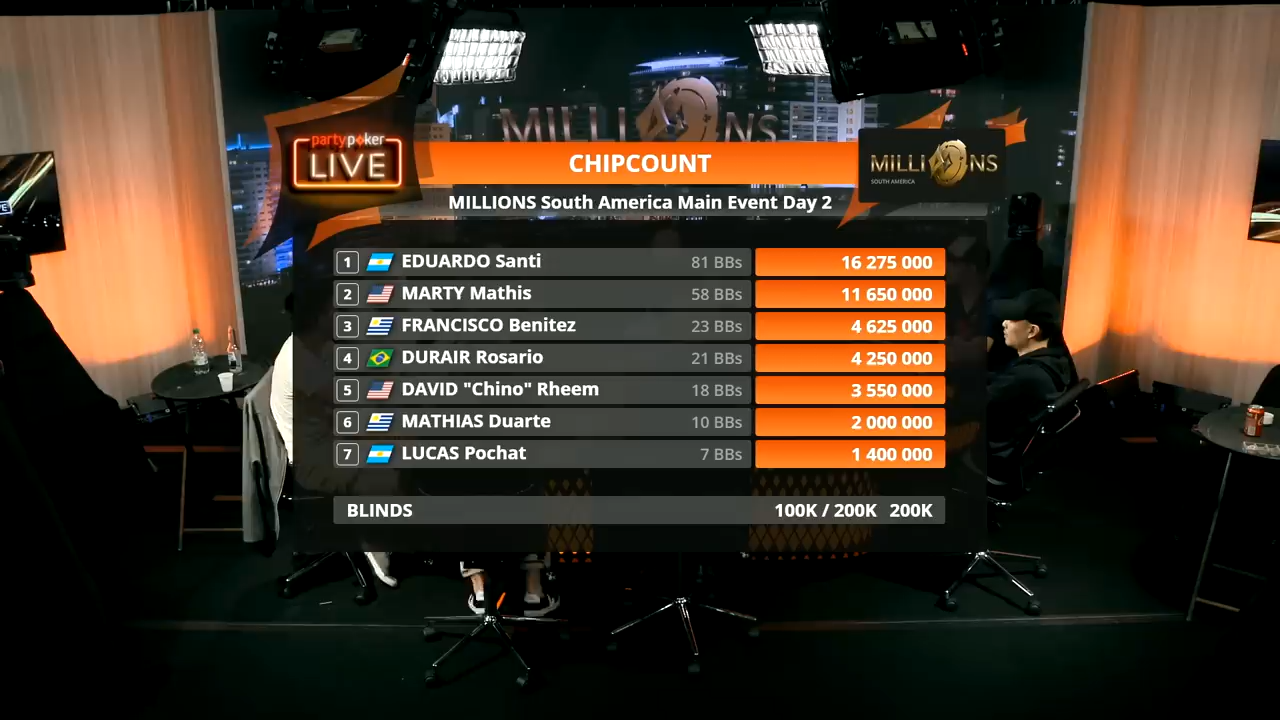 MILLIONS
partypoker
LIVE
CHIPCOUNT
MILLIONS
SOUTH AMERICA
MILLIONS South America Main Event Day 2
1 EDUARDO Santi 81 BBs 16 275 000
2 MARTY Mathis 58 BBs 11 650 000
3 FRANCISCO Benitez 23 BBs 4 625 000
4 DURAIR Rosario 21 BBs 4 250 000
5 DAVID "Chino" Rheem 18 BBs 3 550 000
6 MATHIAS Duarte 10 BBs 2 000 000
7 LUCAS Pochat 7 BBs 1 400 000
BLINDS 100K / 200K 200K